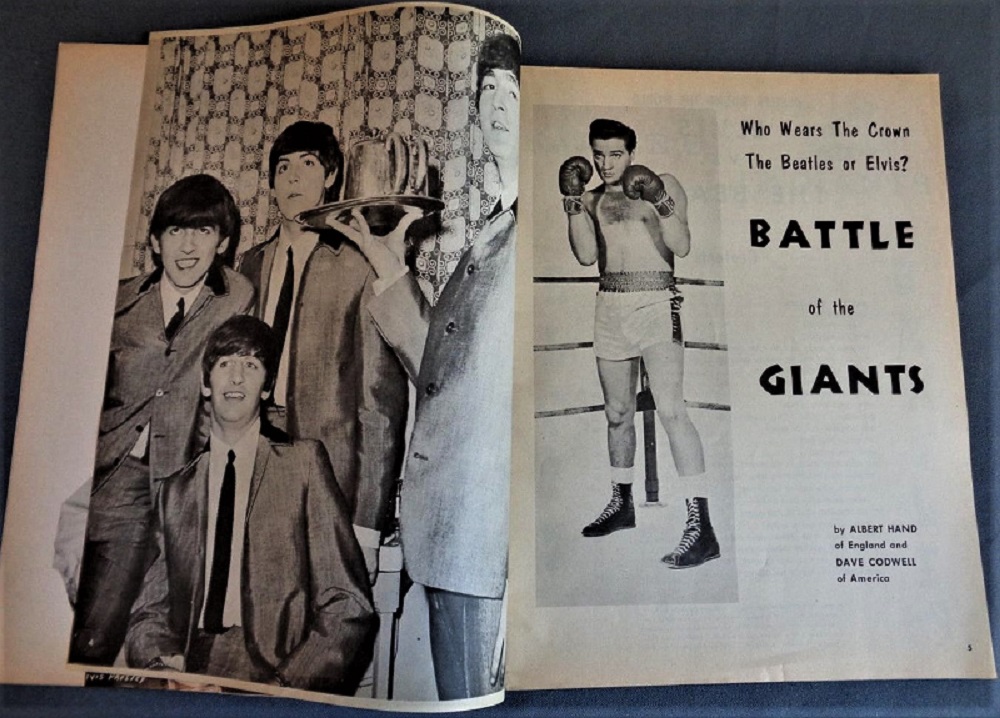 Who Wears The Crown
The Beatles or Elvis?
BATTLE
of the
GIANTS
by ALBERT HAND
of England and
DAVE CODWELL
of America
5